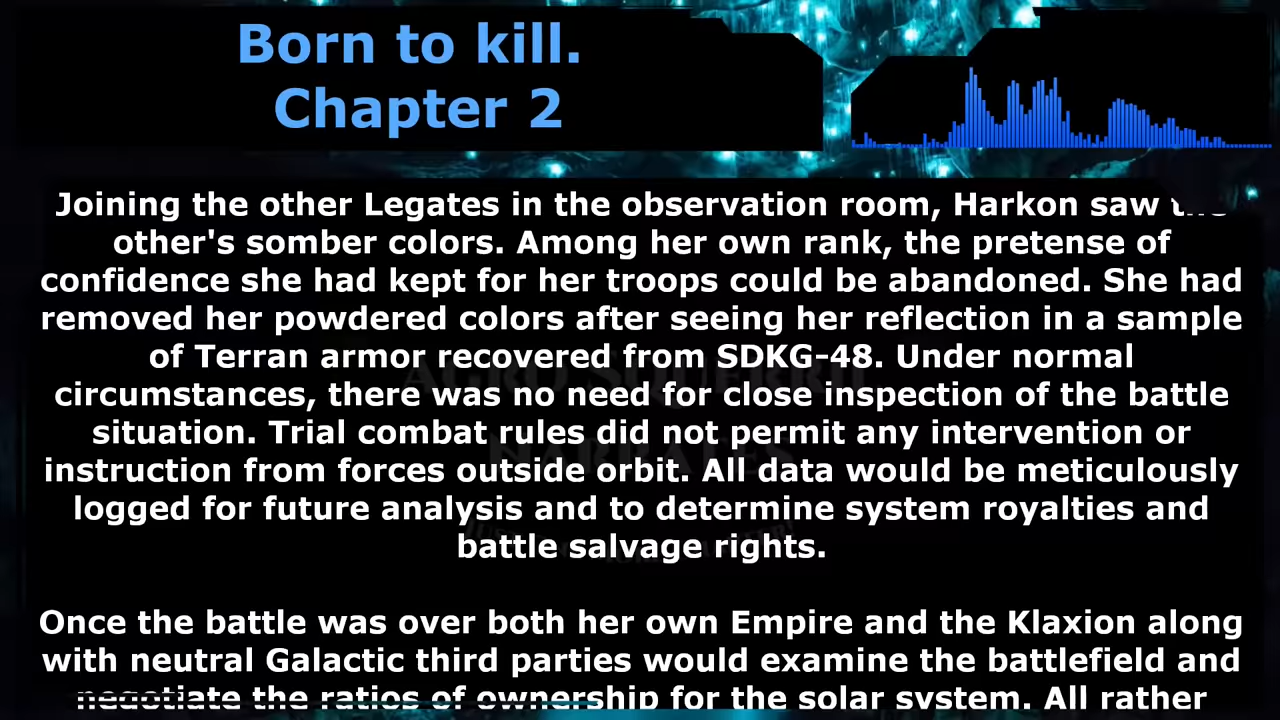 Born to kill.
Chapter 2
Joining the other Legates in the observation room, Harkon saw the
other's somber colors. Among her own rank, the pretense of
confidence she had kept for her troops could be abandoned. She had
removed her powdered colors after seeing her reflection in a sample
of Terran armor recovered from SDKG-48. Under normal
circumstances, there was no need for close inspection of the battle
situation. Trial combat rules did not permit any intervention or
instruction from forces outside orbit. All data would be meticulously
logged for future analysis and to determine system royalties and
battle salvage rights.
Once the battle was over both her own Empire and the Klaxion along
with neutral Galactic third parties would examine the battlefield and
negotiate the ratios of ownership for the solar system. All rather